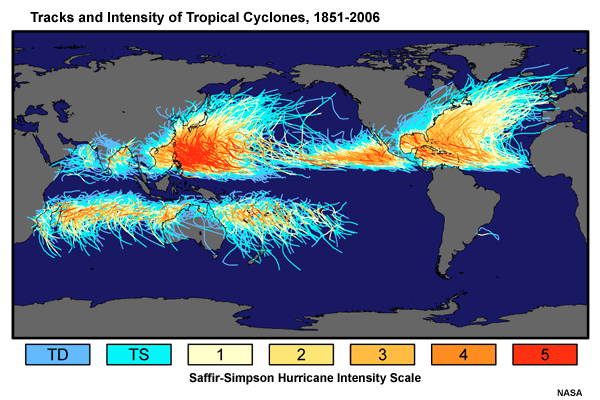 Tracks and Intensity of Tropical Cyclones, 1851-2006
TD TS 1 2 3 4 5
Saffir-Simpson Hurricane Intensity Scale
NASA